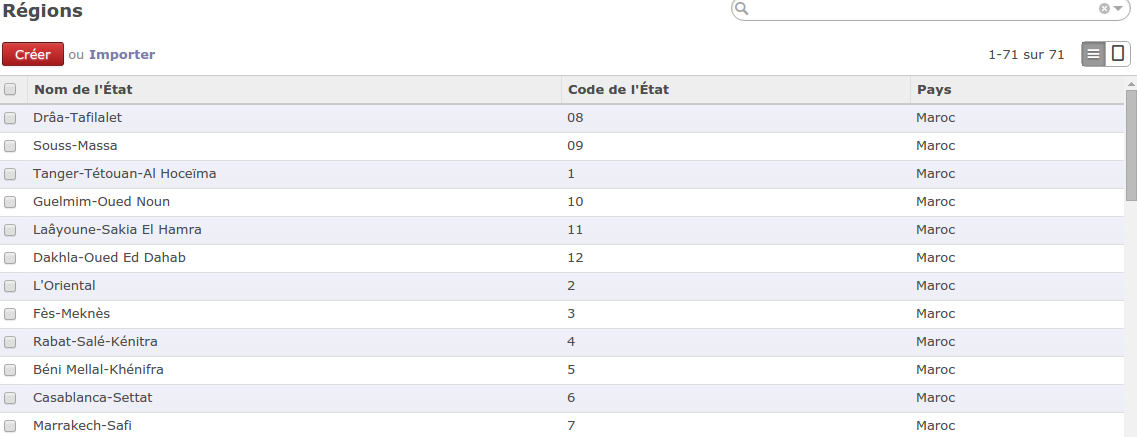 Régions
Créer ou Importer 1-71 sur 71
Nom de l'État Code de l'État Pays
Drâa-Tafilalet 08 Maroc
Souss-Massa 09 Maroc
Tanger-Tétouan-Al Hoceïma 1 Maroc
Guelmim-Oued Noun 10 Maroc
Laâyoune-Sakia El Hamra 11 Maroc
Dakhla-Oued Ed Dahab 12 Maroc
L'Oriental 2 Maroc
Fès-Meknès 3 Maroc
Rabat-Salé-Kénitra 4 Maroc
Béni Mellal-Khénifra 5 Maroc
Casablanca-Settat 6 Maroc
Marrakech-Safi 7 Maroc